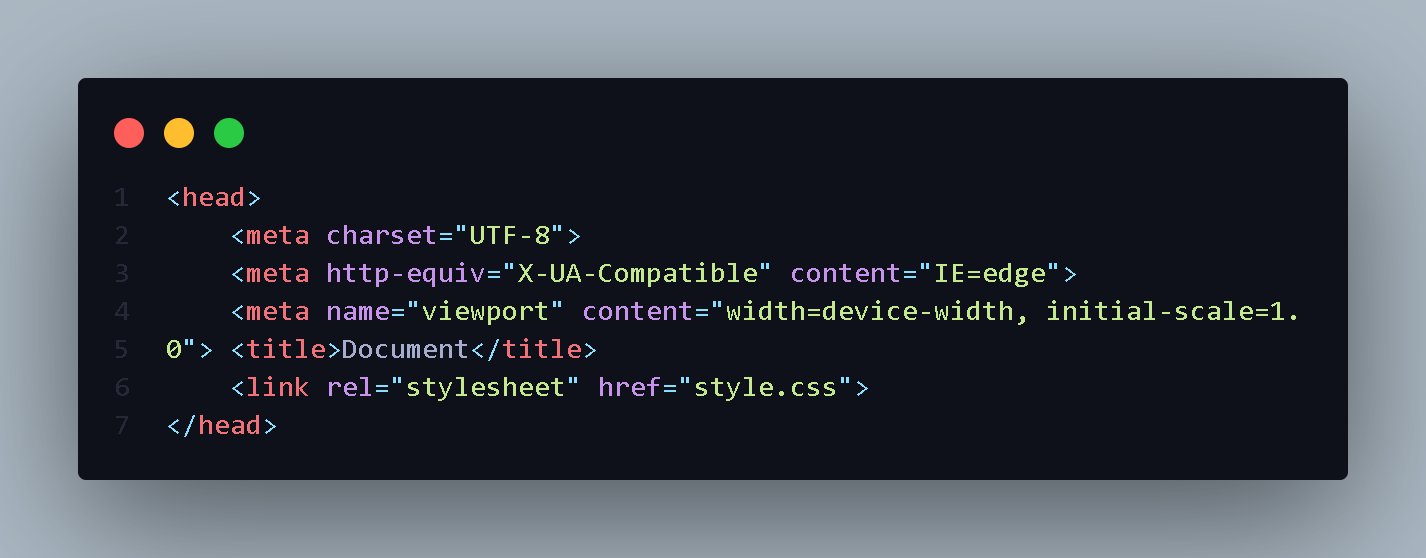 1 <head>
2     <meta charset="UTF-8">
3     <meta http-equiv="X-UA-Compatible" content="IE=edge">
4     <meta name="viewport" content="width=device-width, initial-scale=1.
5 0"> <title>Document</title>
6     <link rel="stylesheet" href="style.css">
7 </head>